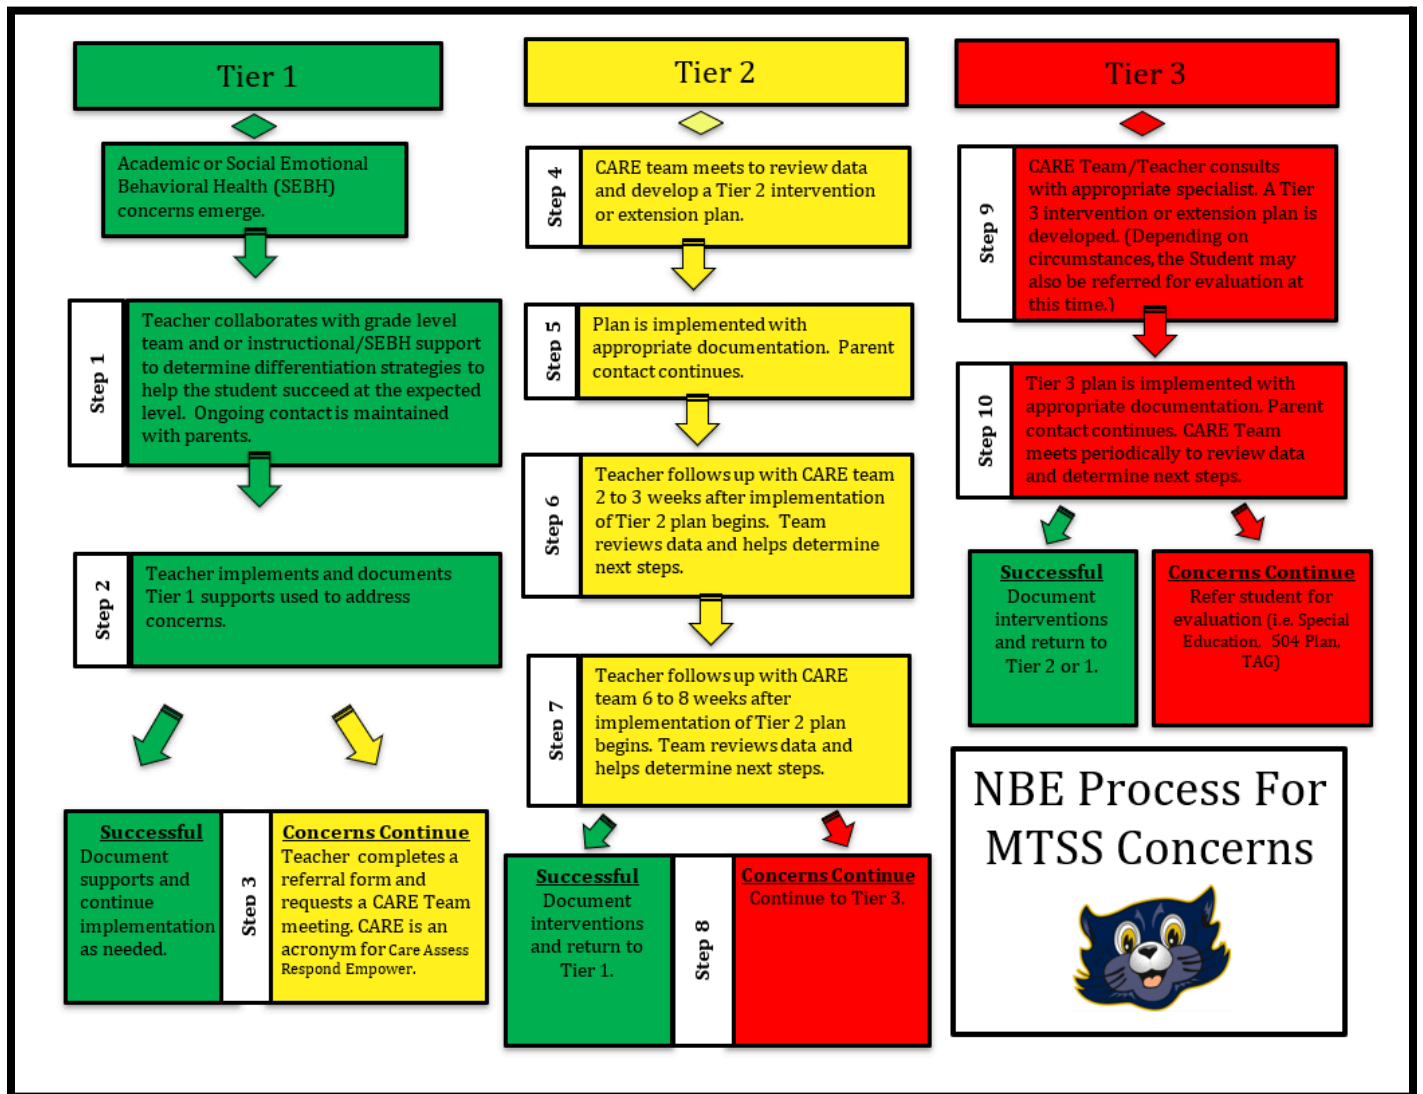 Tier 1
Academic or Social Emotional
Behavioral Health (SEBH)
concerns emerge.
Step 1
Teacher collaborates with grade level
team and or instructional/SEBH support
to determine differentiation strategies to
help the student succeed at the expected
level. Ongoing contact is maintained
with parents.
Step 2
Teacher implements and documents
Tier 1 supports used to address
concerns.
Successful
Document
supports and
continue
implementation
as needed.
Step 3
Concerns Continue
Teacher completes a
referral form and
requests a CARE Team
meeting. CARE is an
acronym for Care Assess
Respond Empower.
Tier 2
Step 4
CARE team meets to review data
and develop a Tier 2 intervention
or extension plan.
Step 5
Plan is implemented with
appropriate documentation. Parent
contact continues.
Step 6
Teacher follows up with CARE team
2 to 3 weeks after implementation
of Tier 2 plan begins. Team
reviews data and helps determine
next steps.
Step 7
Teacher follows up with CARE
team 6 to 8 weeks after
implementation of Tier 2 plan
begins. Team reviews data and
helps determine next steps.
Successful
Document
interventions
and return to
Tier 1.
Step 8
Concerns Continue
Continue to Tier 3.
Tier 3
Step 9
CARE Team/Teacher consults
with appropriate specialist. A Tier
3 intervention or extension plan is
developed. (Depending on
circumstances, the Student may
also be referred for evaluation at
this time.)
Step 10
Tier 3 plan is implemented with
appropriate documentation. Parent
contact continues. CARE Team
meets periodically to review data
and determine next steps.
Successful
Document
interventions
and return to
Tier 2 or 1.
Concerns Continue
Refer student for
evaluation (i.e. Special
Education, 504 Plan,
TAG)
NBE Process For
MTSS Concerns